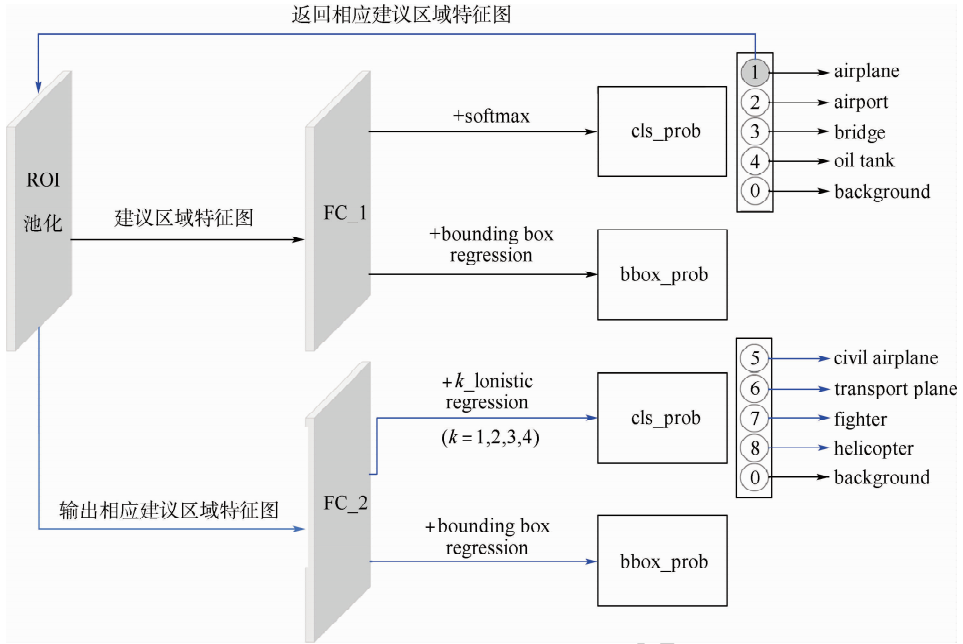 返回相应建议区域特征图
ROI
池化
建议区域特征图
FC_1
+softmax
cls_prob
1
airplane
2
airport
3
bridge
4
oil tank
0
background
+bounding box
regression
bbox_prob
输出相应建议区域特征图
FC_2
+k_lonistic
regression
(k=1,2,3,4)
cls_prob
5
civil airplane
6
transport plane
7
fighter
8
helicopter
0
background
+bounding box
regression
bbox_prob